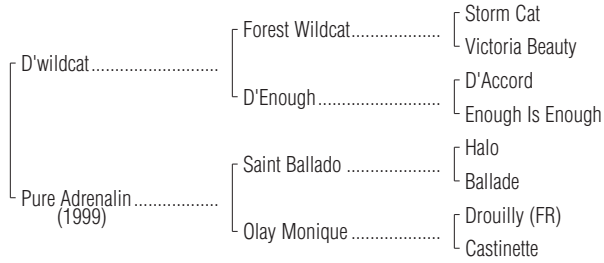 Storm Cat
Forest Wildcat....................
Victoria Beauty
D'wildcat.............................
D'Accord
D'Enough............................
Enough Is Enough
Halo
Saint Ballado .....................
Ballade
Pure Adrenalin ...................
(1999)
Drouilly (FR)
Olay Monique .....................
Castinette